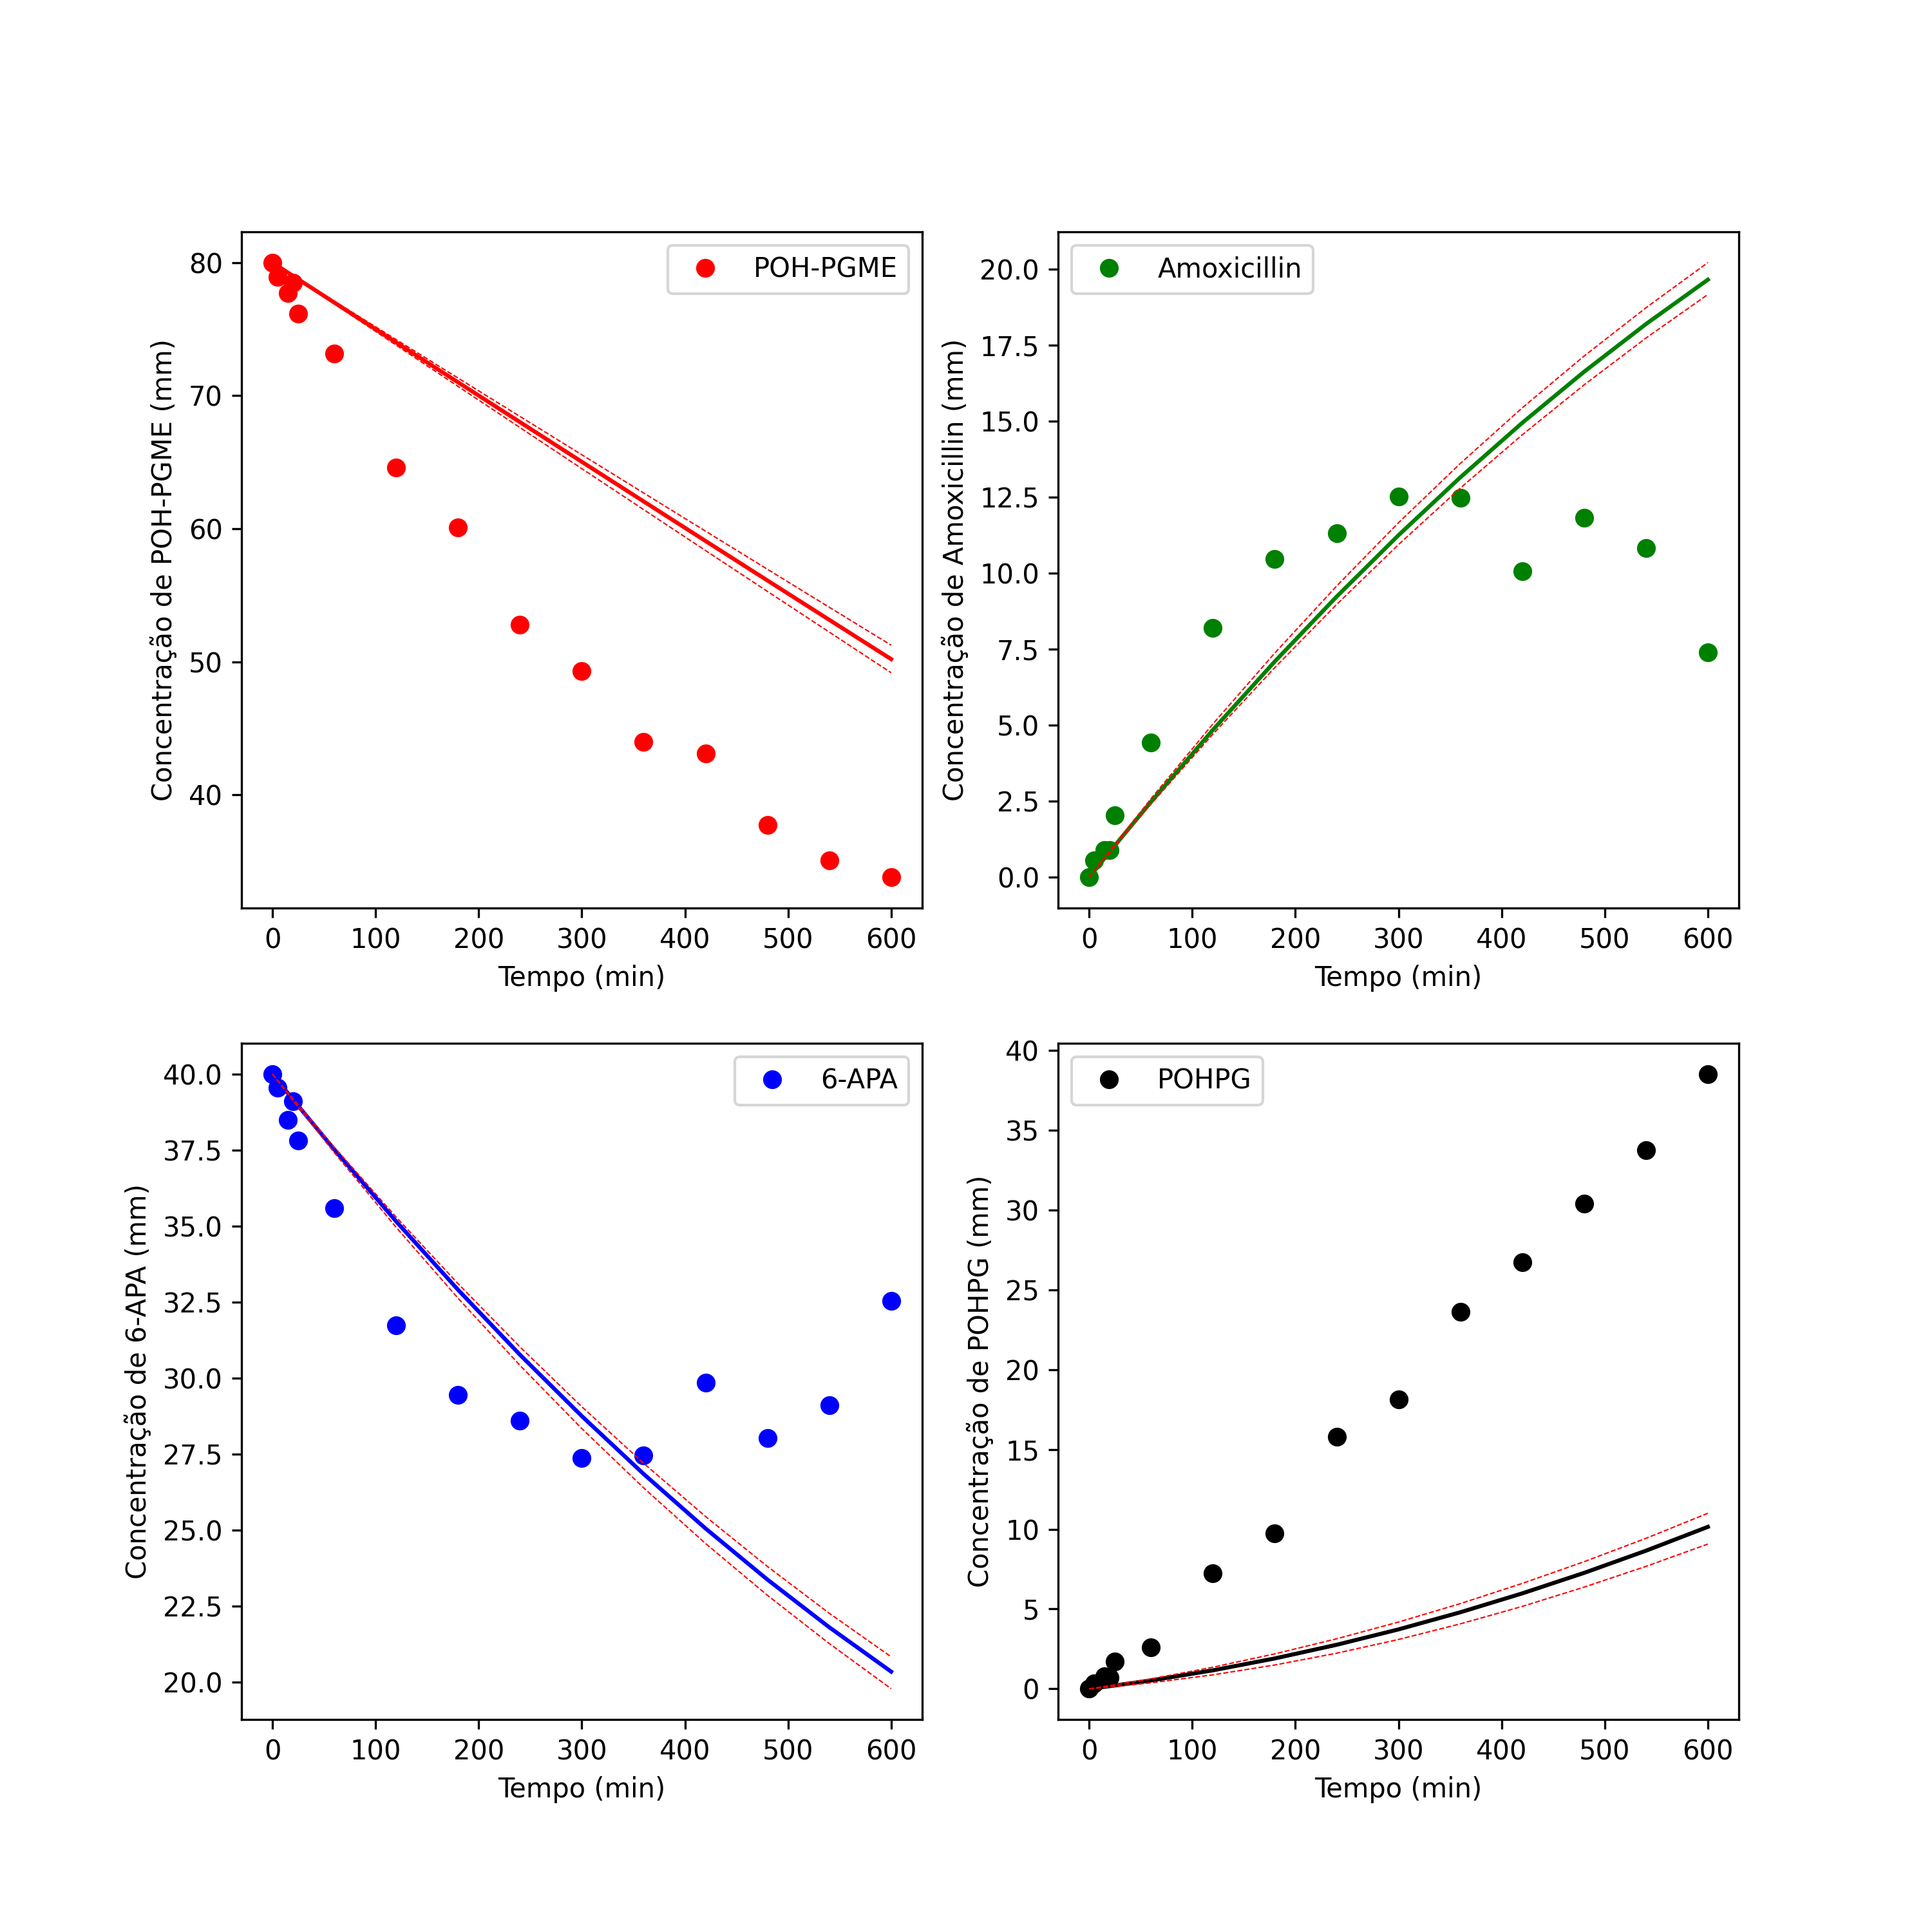 POH-PGME
80
70
60
50
40
Concentração de POH-PGME (mm)
0 100 200 300 400 500 600
Tempo (min)
Amoxicillin
20.0
17.5
15.0
12.5
10.0
7.5
5.0
2.5
0.0
Concentração de Amoxicillin (mm)
0 100 200 300 400 500 600
Tempo (min)
6-APA
40.0
37.5
35.0
32.5
30.0
27.5
25.0
22.5
20.0
Concentração de 6-APA (mm)
0 100 200 300 400 500 600
Tempo (min)
POHPG
40
35
30
25
20
15
10
5
0
Concentração de POHPG (mm)
0 100 200 300 400 500 600
Tempo (min)